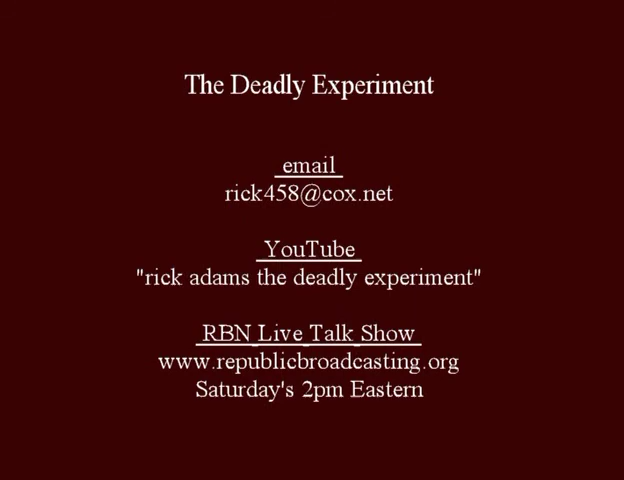 The Deadly Experiment
email
rick458@cox.net
YouTube
"rick adams the deadly experiment"
RBN Live Talk Show
www.republicbroadcasting.org
Saturday's 2pm Eastern